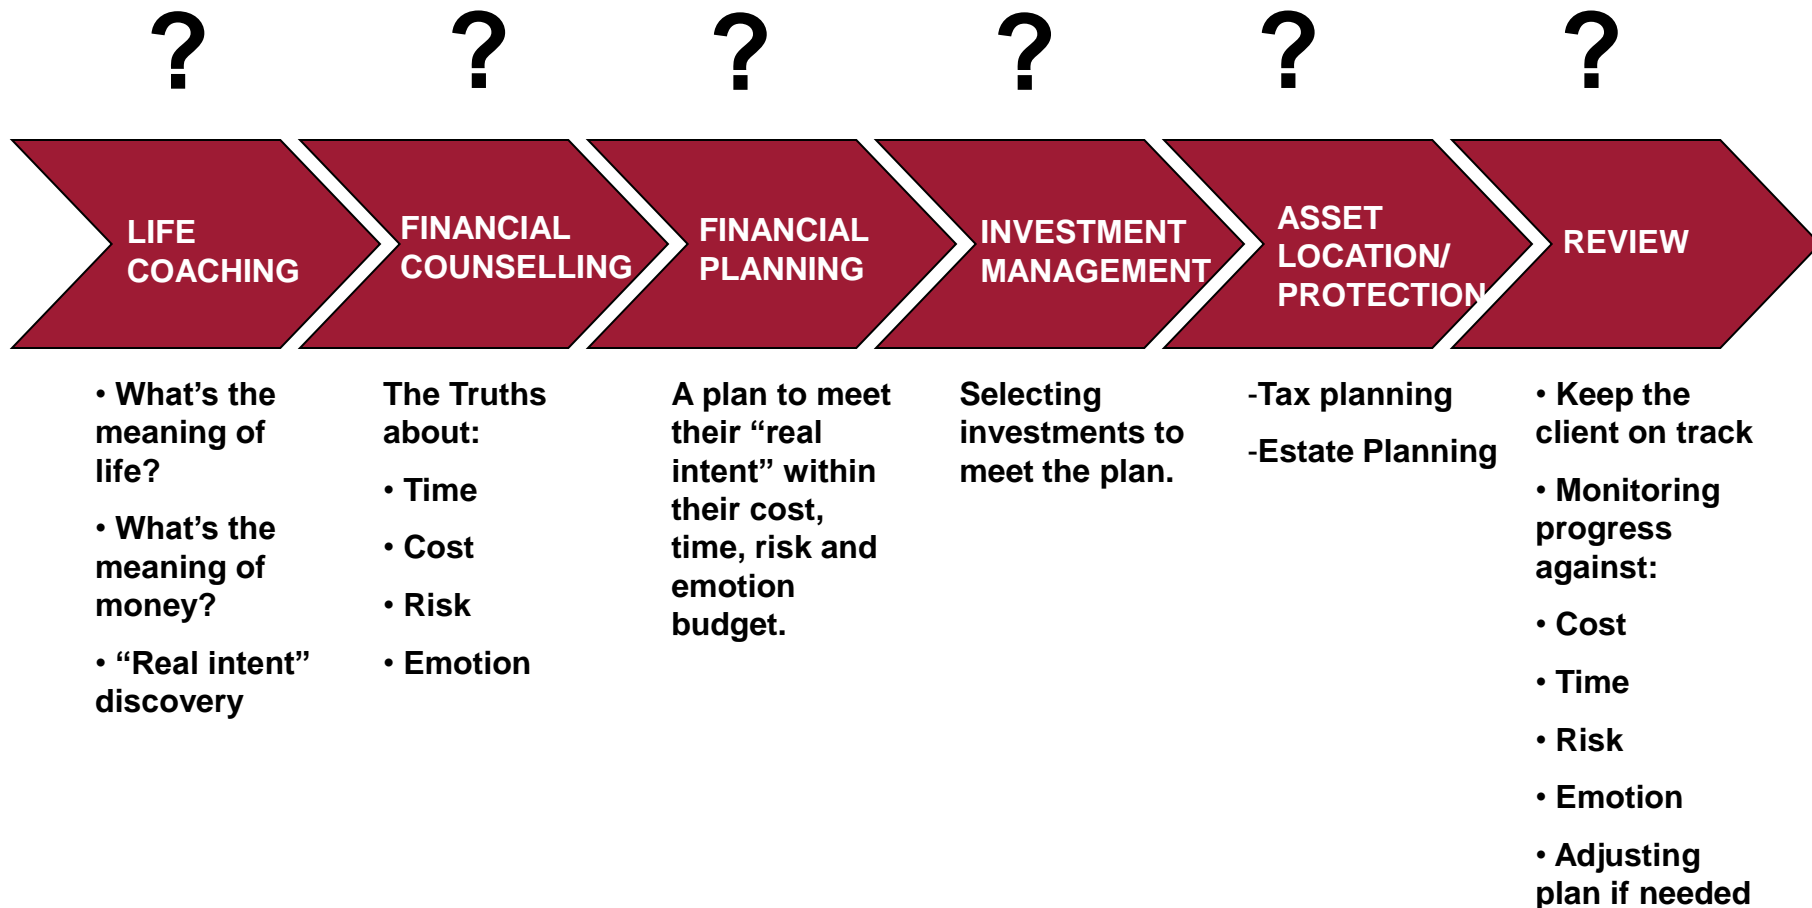 ? ? ? ? ? ?
LIFE
COACHING
FINANCIAL
COUNSELLING
FINANCIAL
PLANNING
INVESTMENT
MANAGEMENT
ASSET
LOCATION/
PROTECTION
REVIEW
• What’s the
meaning of
life?
• What’s the
meaning of
money?
• “Real intent”
discovery
The Truths
about:
• Time
• Cost
• Risk
• Emotion
A plan to meet
their “real
intent” within
their cost,
time, risk and
emotion
budget.
Selecting
investments to
meet the plan.
-Tax planning
-Estate Planning
• Keep the
client on track
• Monitoring
progress
against:
• Cost
• Time
• Risk
• Emotion
• Adjusting
plan if needed